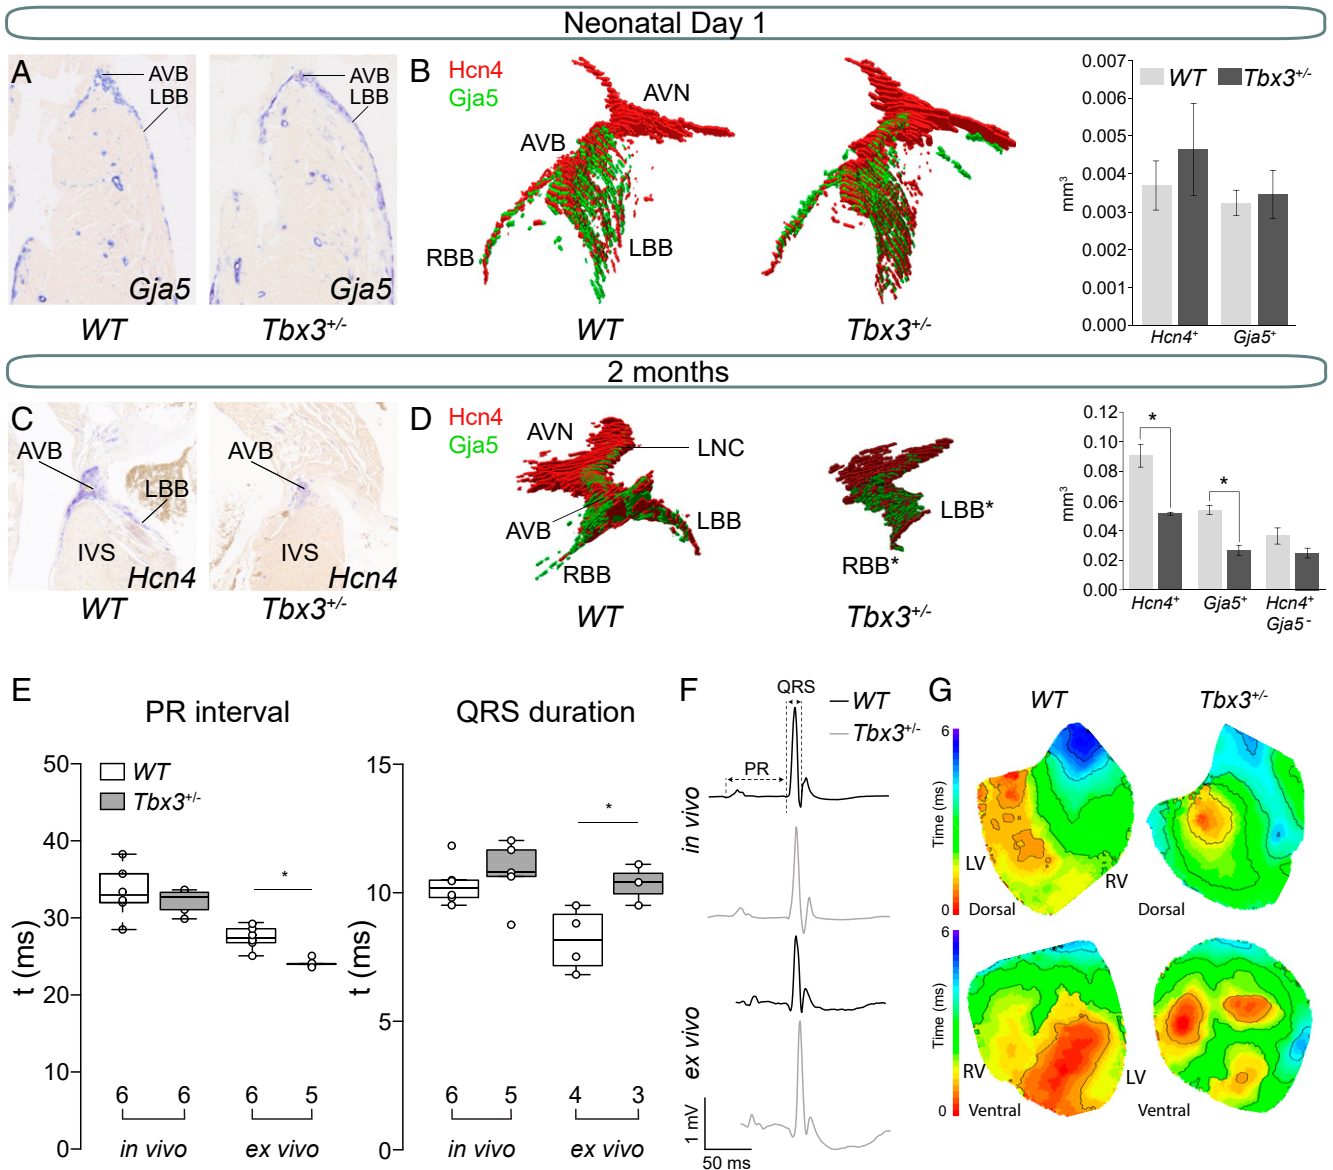 Neonatal Day 1
A
AVB
LBB
Gja5
WT
AVB
LBB
Gja5
Tbx3+/-
B
Hcn4
Gja5
AVN
AVB
RBB
LBB
WT
Tbx3+/-
WT Tbx3+/-
mm3
0.007
0.006
0.005
0.004
0.003
0.002
0.001
0.000
Hcn4+ Gja5+
2 months
C
AVB
LBB
IVS
Hcn4
WT
AVB
IVS
Hcn4
Tbx3+/-
D
Hcn4
Gja5
AVN
LNC
AVB
LBB
RBB
WT
LBB*
RBB*
Tbx3+/-
mm3
0.12
0.10
0.08
0.06
0.04
0.02
0.00
*
*
Hcn4+ Gja5+ Hcn4+
Gja5-
E
PR interval
WT
Tbx3+/-
t (ms)
50
40
30
20
10
0
*
6 6 6 5
in vivo ex vivo
QRS duration
t (ms)
15
10
5
0
*
6 5 4 3
in vivo ex vivo
F
QRS
WT
Tbx3+/-
PR
in vivo
ex vivo
1 mV
50 ms
G
WT
Tbx3+/-
6
Time (ms)
0
LV
RV
Dorsal
Dorsal
6
Time (ms)
0
RV
LV
Ventral
Ventral